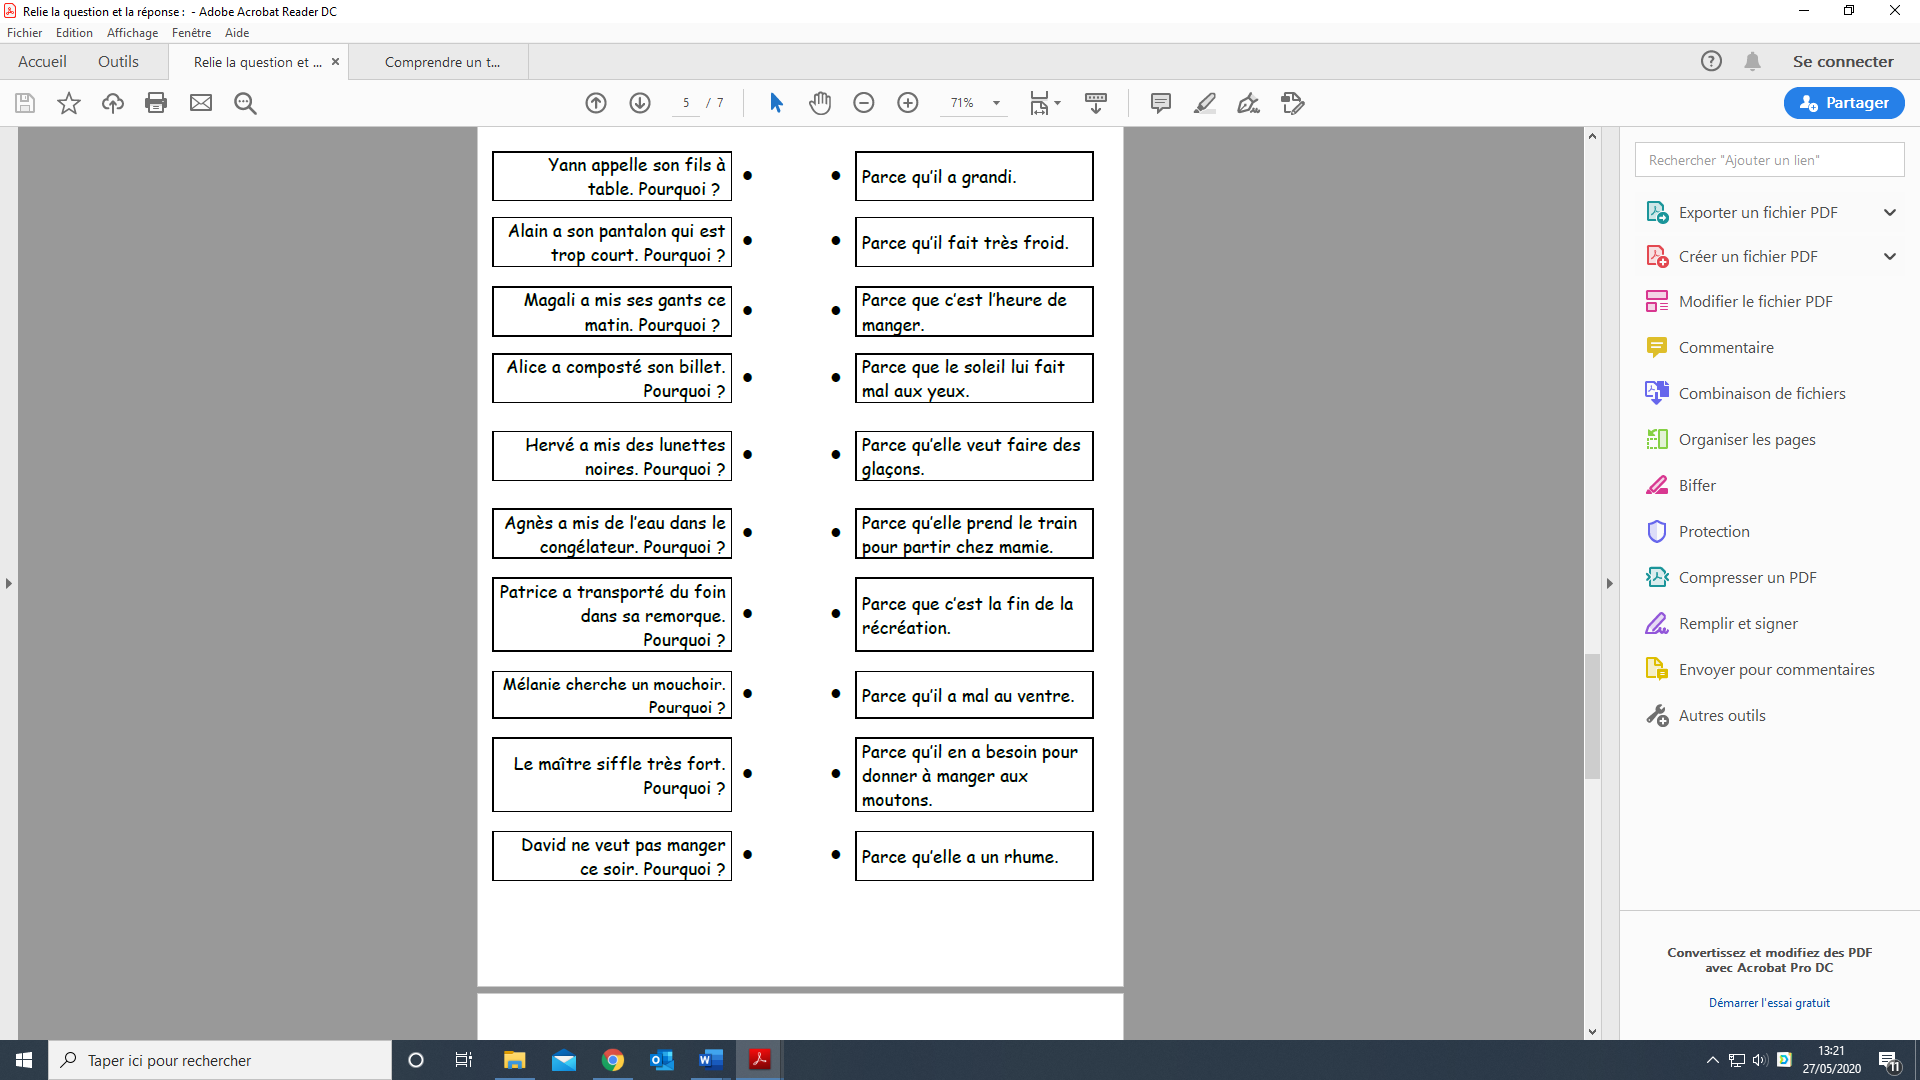 Relie la question et la réponse :  - Adobe Acrobat Reader DC
Fichier Edition Affichage Fenêtre Aide
Accueil Outils Relie la question et ... × Comprendre un t... Se connecter
5 / 7 71% Partager
Yann appelle son fils à
table. Pourquoi ?
Parce qu'il a grandi.
Alain a son pantalon qui est
trop court. Pourquoi ?
Parce qu'il fait très froid.
Magali a mis ses gants ce
matin. Pourquoi ?
Parce que c'est l'heure de
manger.
Alice a composté son billet.
Pourquoi ?
Parce que le soleil lui fait
mal aux yeux.
Hervé a mis des lunettes
noires. Pourquoi ?
Parce qu'elle veut faire des
glaçons.
Agnès a mis de l'eau dans le
congélateur. Pourquoi ?
Parce qu'elle prend le train
pour partir chez mamie.
Patrice a transporté du foin
dans sa remorque.
Pourquoi ?
Parce que c'est la fin de la
récréation.
Mélanie cherche un mouchoir.
Pourquoi ?
Parce qu'il a mal au ventre.
Le maître siffle très fort.
Pourquoi ?
Parce qu'il en a besoin pour
donner à manger aux
moutons.
David ne veut pas manger
ce soir. Pourquoi ?
Parce qu'elle a un rhume.
Rechercher "Ajouter un lien"
Exporter un fichier PDF
Créer un fichier PDF
Modifier le fichier PDF
Commentaire
Combinaison de fichiers
Organiser les pages
Biffer
Protection
Compresser un PDF
Remplir et signer
Envoyer pour commentaires
Autres outils
Convertissez et modifiez des PDF
avec Acrobat Pro DC
Démarrer l'essai gratuit
Taper ici pour rechercher
13:21
27/05/2020
11